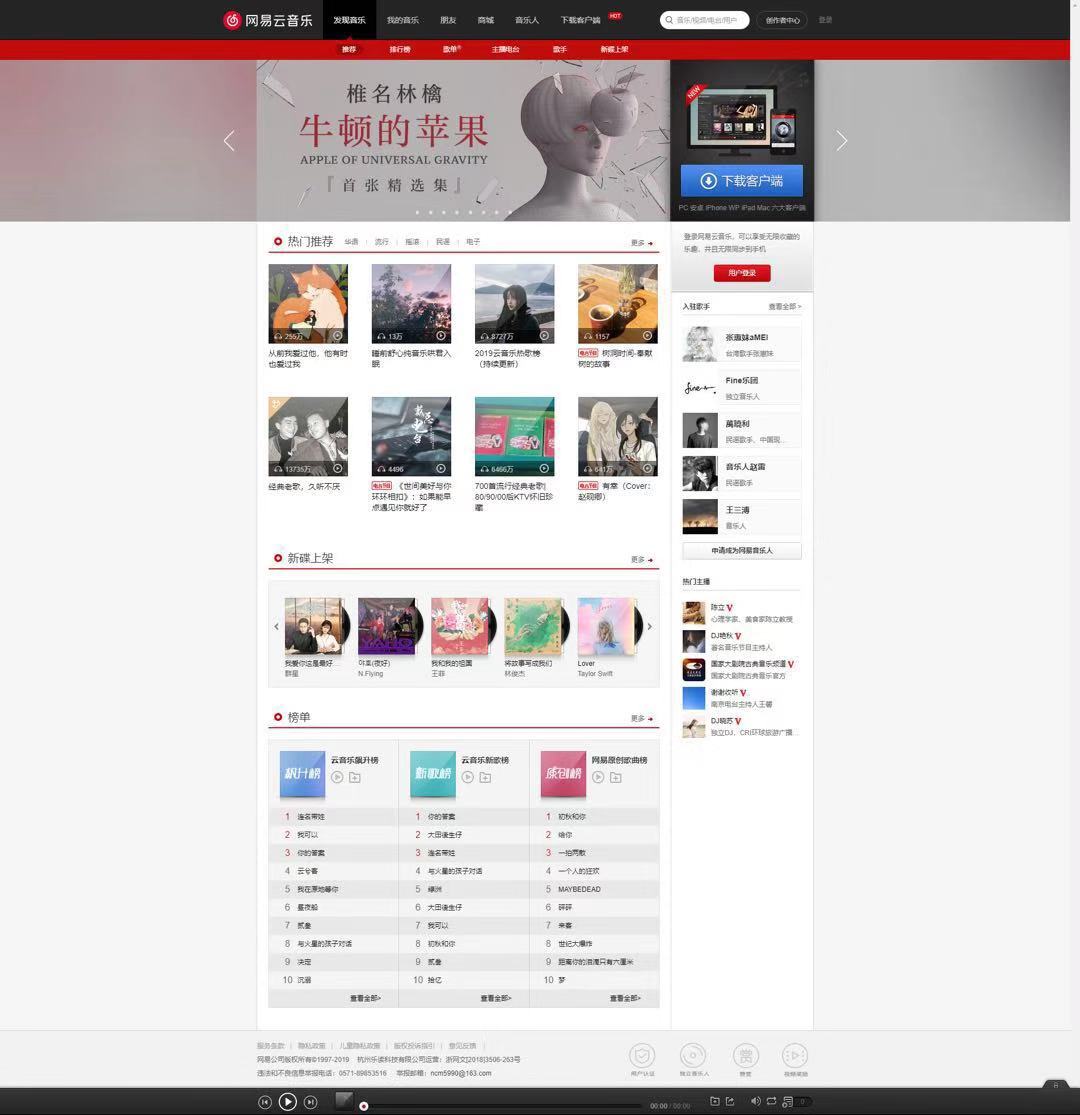 网易云音乐
发现音乐 我的音乐 朋友 商城 音乐人 下载客户端 HOT
音乐/视频/电台/用户 创作者中心 登录
推荐 排行榜 歌单 主播电台 歌手 新碟上架
椎名林檎
牛顿的苹果
APPLE OF UNIVERSAL GRAVITY
『首张精选集』
NEW
下载客户端
PC 安卓 iPhone WP iPad Mac 六大客户端
热门推荐 华语 流行 摇滚 民谣 电子 更多
255万 13万 8727万 1157
从前我爱过他，他有时
也爱过我
睡前舒心纯音乐哄君入
眠
2019云音乐热歌榜
（持续更新）
电台节目 树洞时间-奉献
树的故事
13735万 4496 6466万 641万
经典老歌，久听不厌
电台节目 《世间美好与你
环环相扣》：如果能早
点遇见你就好了
700首流行经典老歌|
80/90/00后KTV怀旧珍
藏
电台节目 有幸（Cover：
赵砚卿）
新碟上架 更多
我爱你这是最好...
群星
야호(夜好)
N.Flying
我和我的祖国
王菲
将故事写成我们
林俊杰
Lover
Taylor Swift
榜单 更多
飙升榜
云音乐飙升榜
1 连名带姓
2 我可以
3 你的答案
4 云兮客
5 我在原地等你
6 昼夜船
7 贰叁
8 与火星的孩子对话
9 决定
10 沉溺
查看全部>
新歌榜
云音乐新歌榜
1 你的答案
2 大田後生仔
3 连名带姓
4 与火星的孩子对话
5 绿洲
6 大田後生仔
7 我可以
8 初秋和你
9 贰叁
10 拾忆
查看全部>
原创榜
网易原创歌曲榜
1 初秋和你
2 给你
3 一拍两散
4 一个人的狂欢
5 MAYBEDEAD
6 砰砰
7 来客
8 世纪大爆炸
9 距离你的泪滴只有六厘米
10 梦
查看全部>
登录网易云音乐，可以享受无限收藏的
乐趣，并且无限同步到手机
用户登录
入驻歌手 查看全部 >
张惠妹aMEI
台湾歌手张惠妹
Fine乐团
独立音乐人
萬曉利
民谣歌手、中国现...
音乐人赵雷
民谣歌手
王三溥
音乐人
申请成为网易音乐人
热门主播
陈立
心理学家、美食家陈立教授
DJ艳秋
著名音乐节目主持人
国家大剧院古典音乐频道
国家大剧院古典音乐官方
谢谢收听
南京电台主持人王馨
DJ晓苏
独立DJ，CRI环球旅游广播...
服务条款 | 隐私政策 | 儿童隐私政策 | 版权投诉指引 | 意见反馈 |
网易公司版权所有©1997-2019 杭州乐读科技有限公司运营：浙网文[2018]3506-263号
违法和不良信息举报电话：0571-89853516 举报邮箱：ncm5990@163.com
用户认证 独立音乐人 赞赏 视频奖励
00:00 / 00:00 0